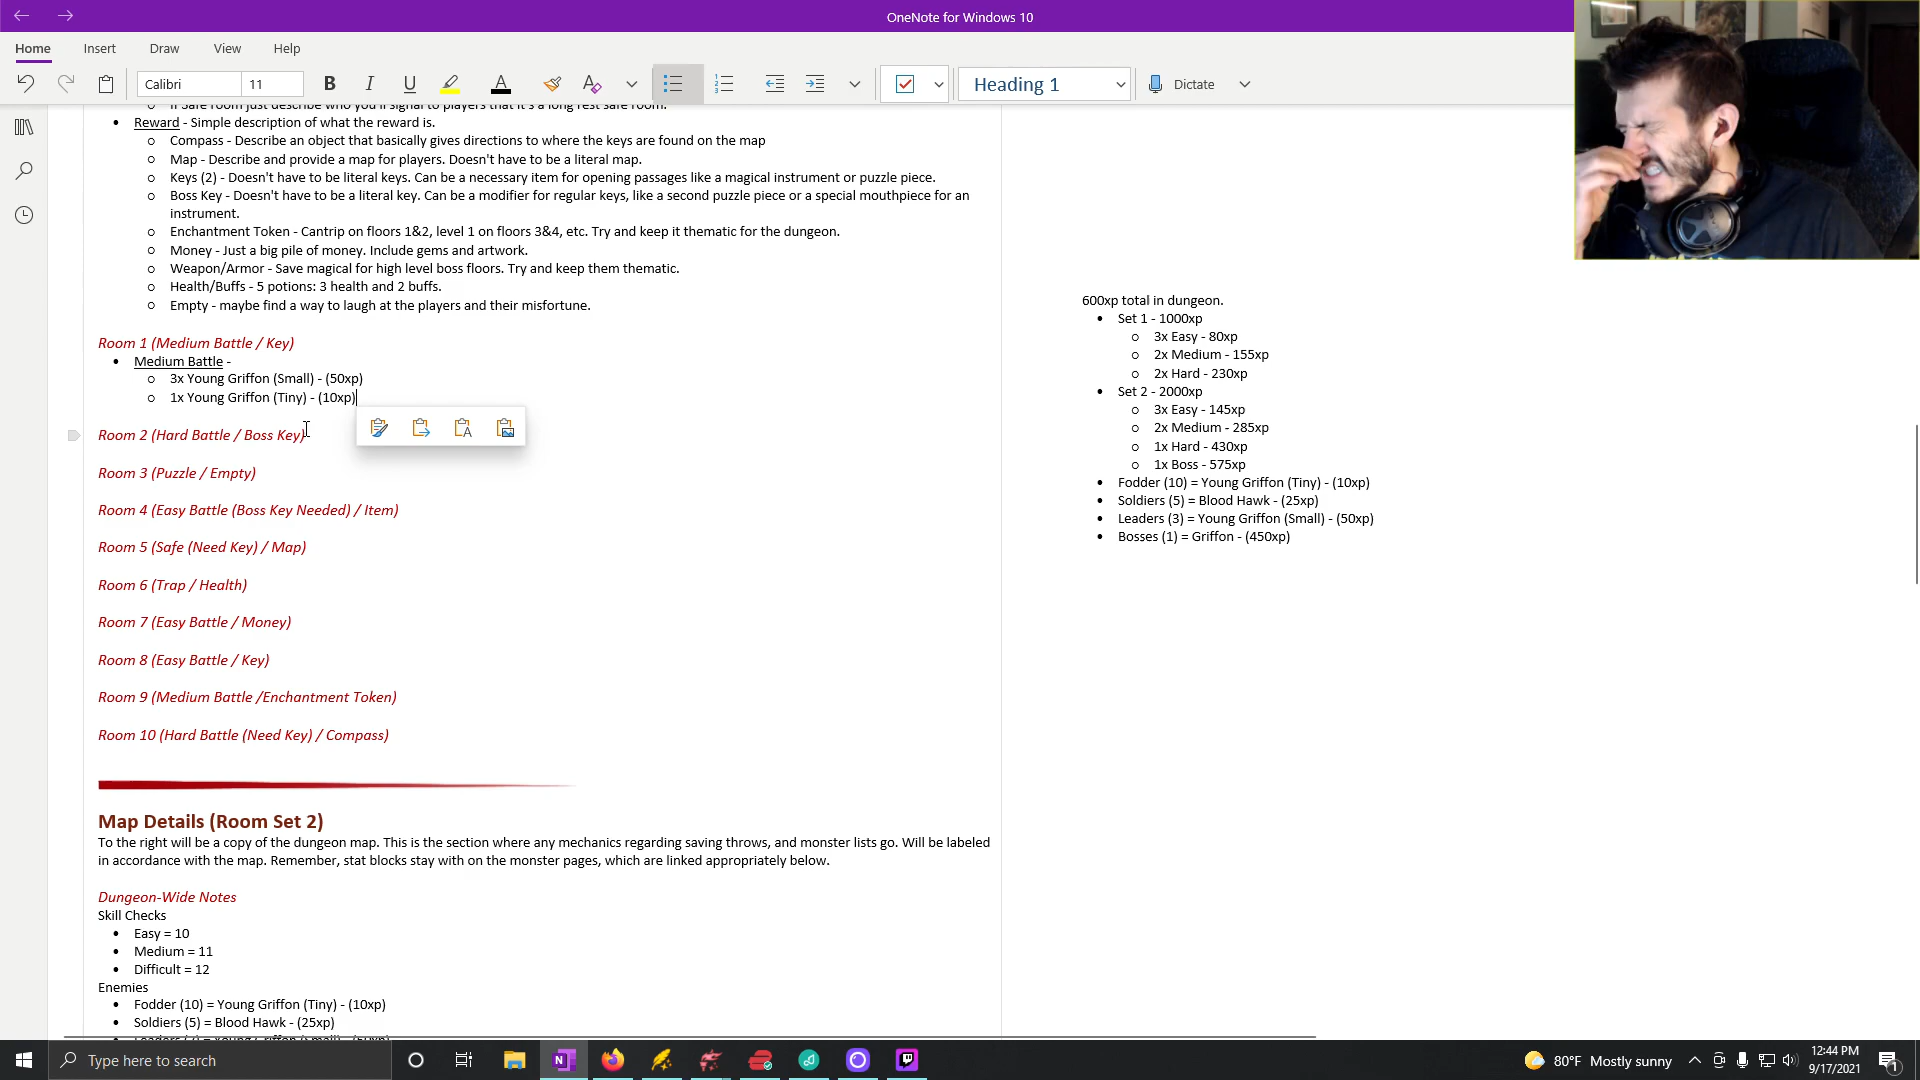 OneNote for Windows 10
Home Insert Draw View Help
Calibri 11 B I U A A Heading 1 Dictate
If Safe room just describe who you'll signal to players that it's a long rest safe room.
Reward - Simple description of what the reward is.
Compass - Describe an object that basically gives directions to where the keys are found on the map
Map - Describe and provide a map for players. Doesn't have to be a literal map.
Keys (2) - Doesn't have to be literal keys. Can be a necessary item for opening passages like a magical instrument or puzzle piece.
Boss Key - Doesn't have to be a literal key. Can be a modifier for regular keys, like a second puzzle piece or a special mouthpiece for an
instrument.
Enchantment Token - Cantrip on floors 1&2, level 1 on floors 3&4, etc. Try and keep it thematic for the dungeon.
Money - Just a big pile of money. Include gems and artwork.
Weapon/Armor - Save magical for high level boss floors. Try and keep them thematic.
Health/Buffs - 5 potions: 3 health and 2 buffs.
Empty - maybe find a way to laugh at the players and their misfortune.
Room 1 (Medium Battle / Key)
Medium Battle -
3x Young Griffon (Small) - (50xp)
1x Young Griffon (Tiny) - (10xp)
Room 2 (Hard Battle / Boss Key)
Room 3 (Puzzle / Empty)
Room 4 (Easy Battle (Boss Key Needed) / Item)
Room 5 (Safe (Need Key) / Map)
Room 6 (Trap / Health)
Room 7 (Easy Battle / Money)
Room 8 (Easy Battle / Key)
Room 9 (Medium Battle /Enchantment Token)
Room 10 (Hard Battle (Need Key) / Compass)
Map Details (Room Set 2)
To the right will be a copy of the dungeon map. This is the section where any mechanics regarding saving throws, and monster lists go. Will be labeled
in accordance with the map. Remember, stat blocks stay with on the monster pages, which are linked appropriately below.
Dungeon-Wide Notes
Skill Checks
Easy = 10
Medium = 11
Difficult = 12
Enemies
Fodder (10) = Young Griffon (Tiny) - (10xp)
Soldiers (5) = Blood Hawk - (25xp)
600xp total in dungeon.
Set 1 - 1000xp
3x Easy - 80xp
2x Medium - 155xp
2x Hard - 230xp
Set 2 - 2000xp
3x Easy - 145xp
2x Medium - 285xp
1x Hard - 430xp
1x Boss - 575xp
Fodder (10) = Young Griffon (Tiny) - (10xp)
Soldiers (5) = Blood Hawk - (25xp)
Leaders (3) = Young Griffon (Small) - (50xp)
Bosses (1) = Griffon - (450xp)
Type here to search
80°F Mostly sunny
12:44 PM
9/17/2021